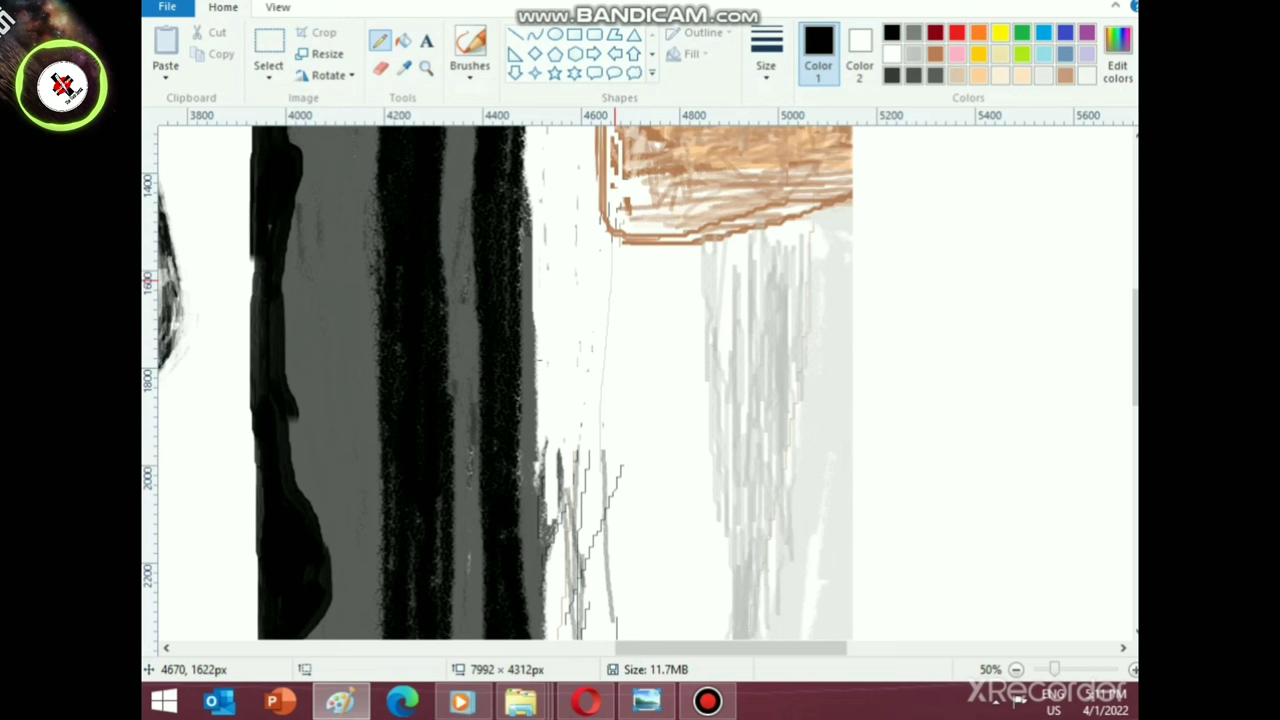 File Home View
www.BANDICAM.com
Cut
Crop
Outline
Copy
Resize
Fill
Paste Select Rotate Brushes Size Color 1 Color 2 Edit colors
Clipboard Image Tools Shapes Colors
3800 4000 4200 4400 4600 4800 5000 5200 5400 5600
1400
1600
1800
2000
2200
4670, 1622px 7992 × 4312px Size: 11.7MB 50%
XRecorder
ENG 5:11 PM
US 4/1/2022